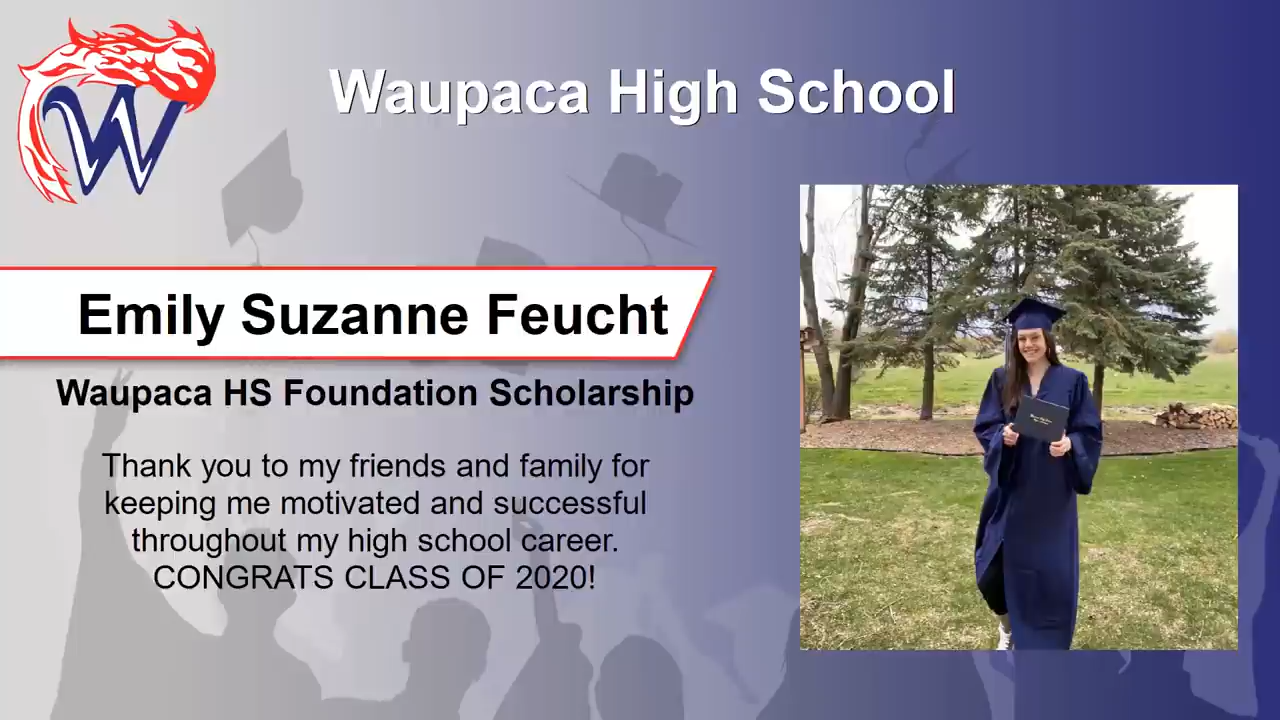 W
Waupaca High School
Emily Suzanne Feucht
Waupaca HS Foundation Scholarship
Thank you to my friends and family for
keeping me motivated and successful
throughout my high school career.
CONGRATS CLASS OF 2020!